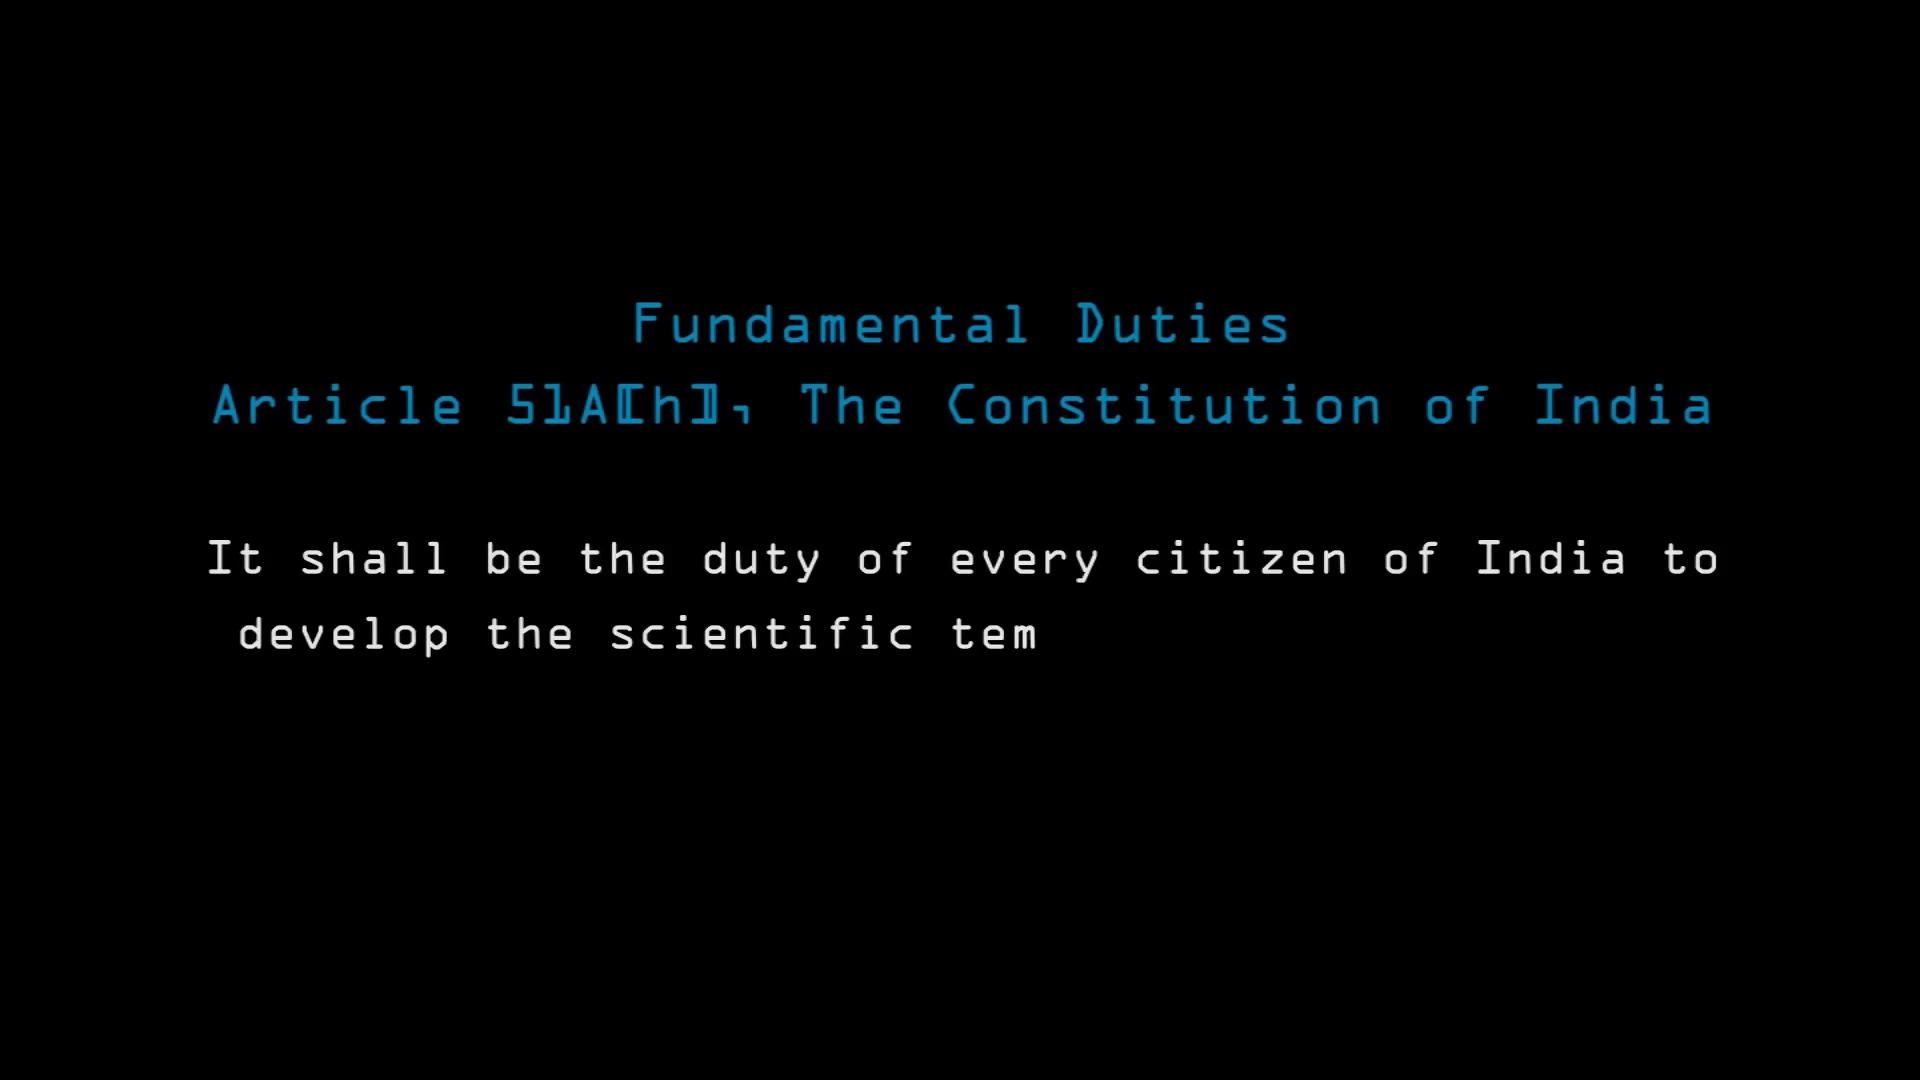 Fundamental Duties
Article 51A[h], The Constitution of India
It shall be the duty of every citizen of India to
develop the scientific tem